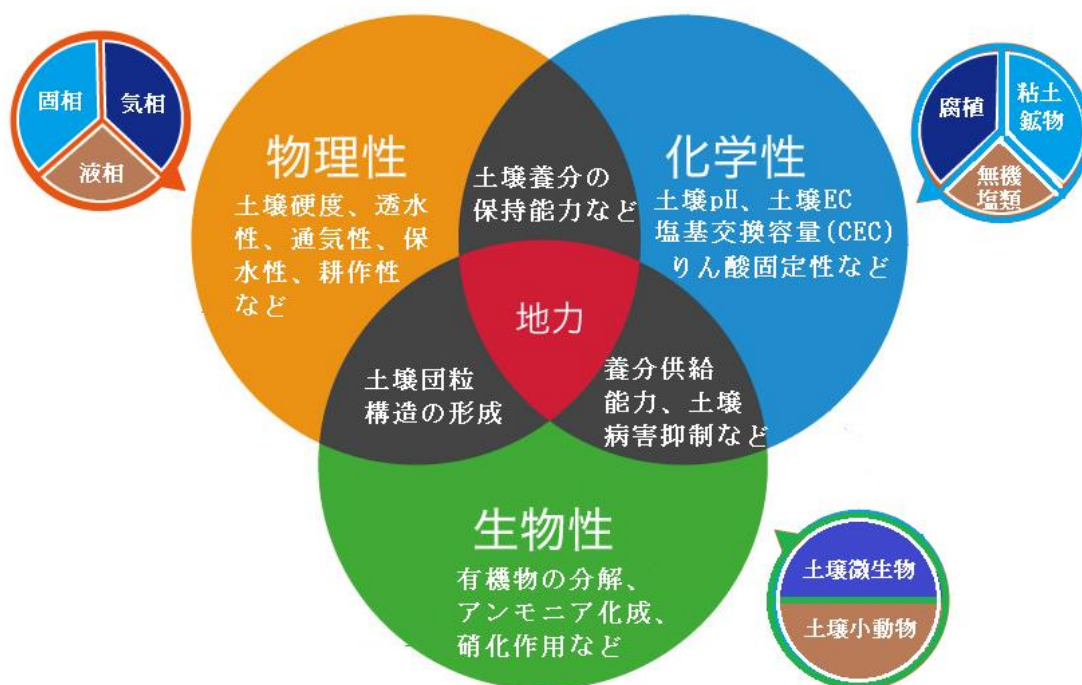 固相
気相
液相
腐植
粘土
鉱物
無機
塩類
物理性
土壌硬度、透水
性、通気性、保
水性、耕作性
など
土壌養分の
保持能力など
化学性
土壌pH、土壌EC
塩基交換容量(CEC)
りん酸固定性など
地力
土壌団粒
構造の形成
養分供給
能力、土壌
病害抑制など
生物性
有機物の分解、
アンモニア化成、
硝化作用など
土壌微生物
土壌小動物